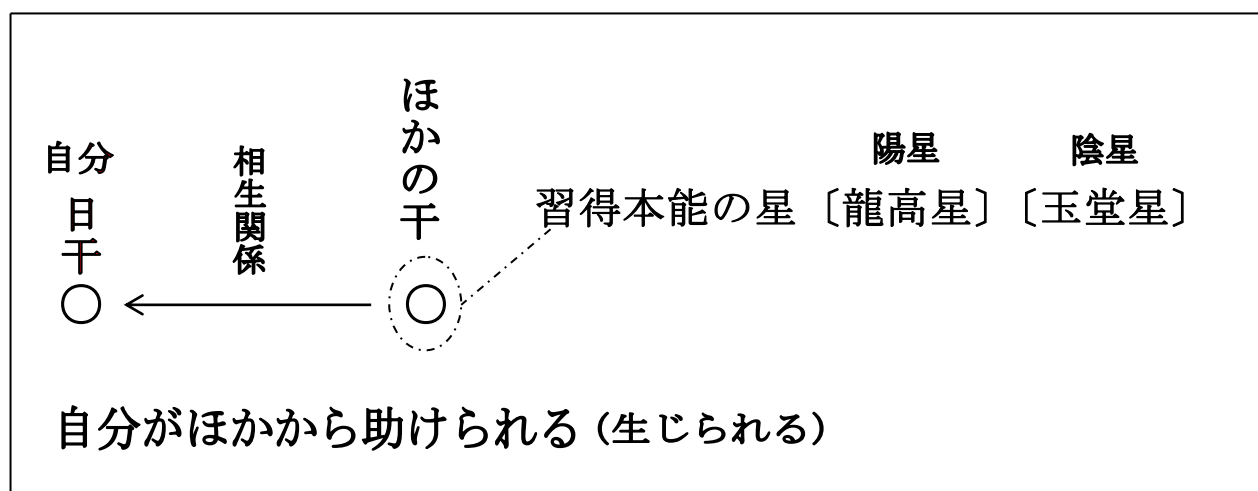 自分
日干
相生関係
ほかの干
陽星
陰星
習得本能の星〔龍高星〕〔玉堂星〕
自分がほかから助けられる(生じられる)